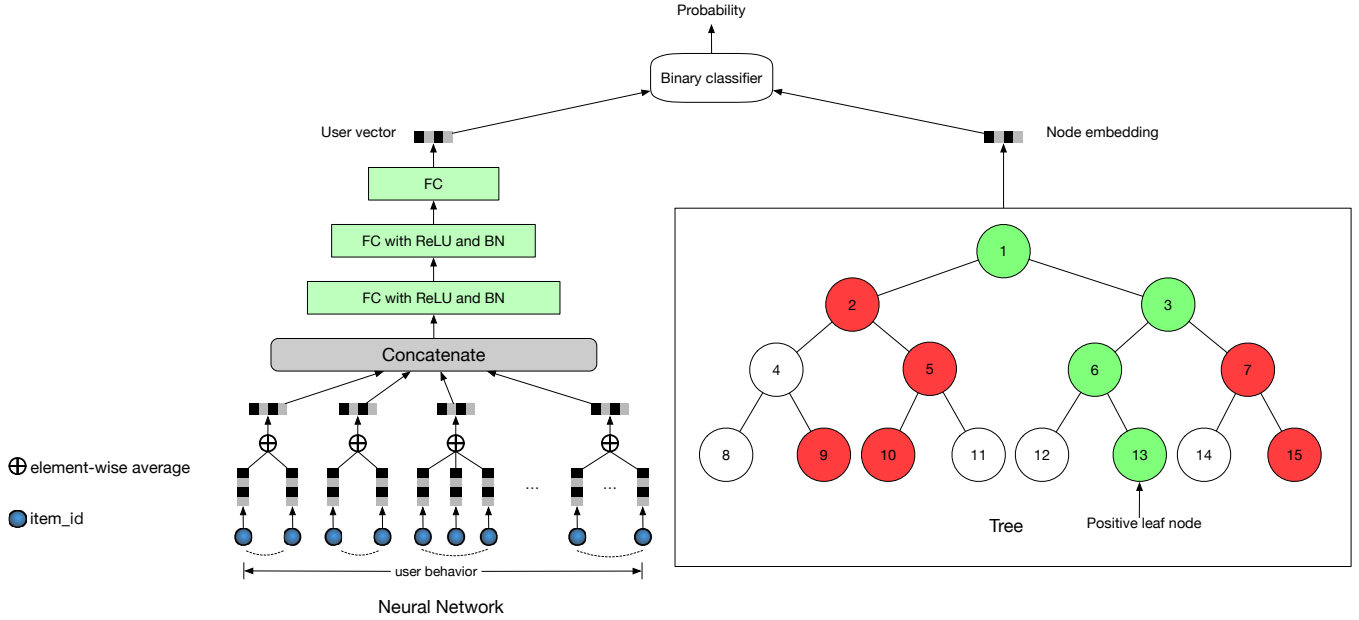 Probability
Binary classifier
User vector
Node embedding
FC
FC with ReLU and BN
FC with ReLU and BN
Concatenate
element-wise average
item_id
...
...
user behavior
Neural Network
1
2
3
4
5
6
7
8
9
10
11
12
13
14
15
Tree
Positive leaf node